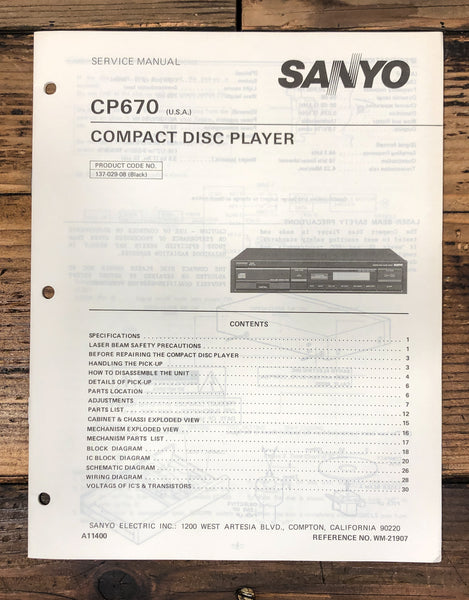 SERVICE MANUAL
SANYO
CP670 (U.S.A.)
COMPACT DISC PLAYER
PRODUCT CODE NO.
137-029-08 (Black)
CONTENTS
SPECIFICATIONS 1
LASER BEAM SAFETY PRECAUTIONS 1
BEFORE REPAIRING THE COMPACT DISC PLAYER 3
HANDLING THE PICK-UP 3
HOW TO DISASSEMBLE THE UNIT 3
DETAILS OF PICK-UP 4
PARTS LOCATION 6
ADJUSTMENTS 7
PARTS LIST 12
CABINET & CHASSI EXPLODED VIEW 15
MECHANISM EXPLODED VIEW 16
MECHANISM PARTS LIST 17
BLOCK DIAGRAM 18
IC BLOCK DIAGRAM 20
SCHEMATIC DIAGRAM 26
WIRING DIAGRAM 28
VOLTAGS OF IC'S & TRANSISTORS 30
SANYO ELECTRIC INC.: 1200 WEST ARTESIA BLVD., COMPTON, CALIFORNIA 90220
A11400 REFERENCE NO. WM-21907